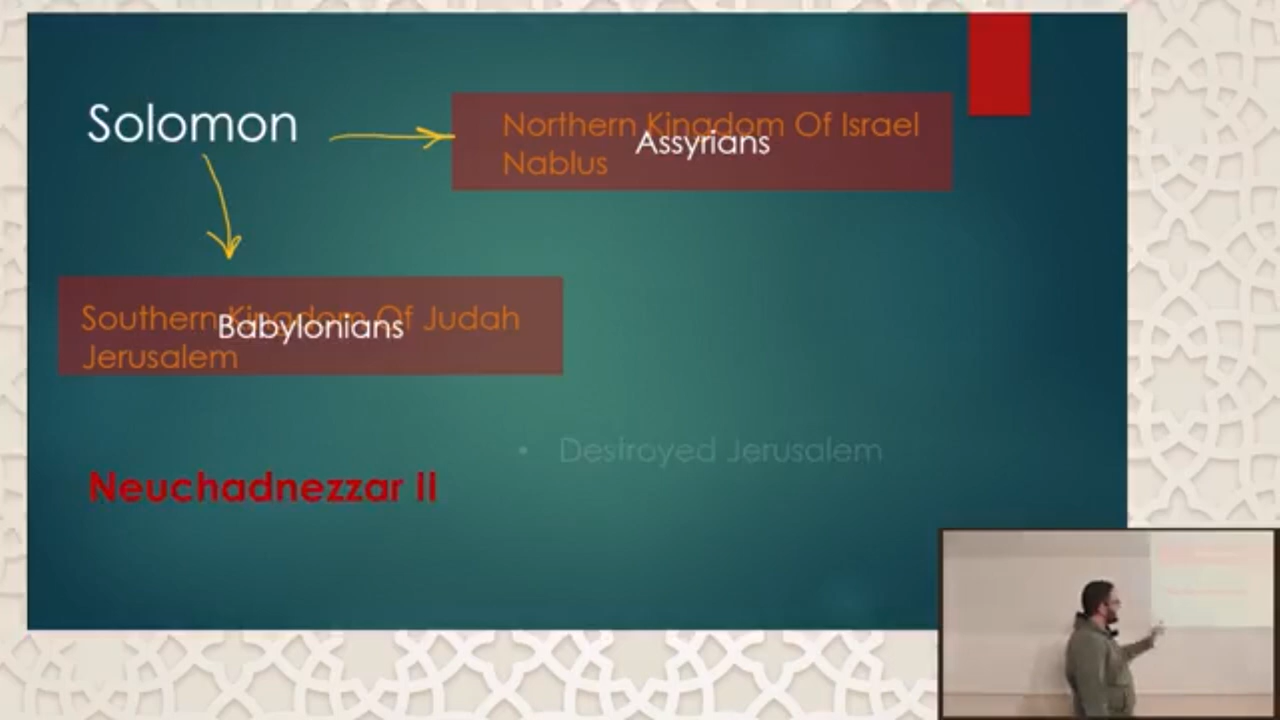 Solomon
Northern Kingdom Of Israel
Nablus
Assyrians
Southern Kingdom Of Judah
Jerusalem
Babylonians
• Destroyed Jerusalem
Neuchadnezzar II